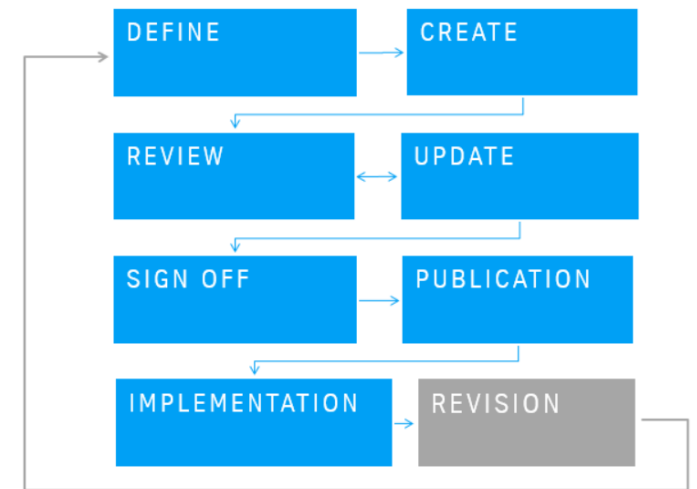 DEFINE
CREATE
REVIEW
UPDATE
SIGN OFF
PUBLICATION
IMPLEMENTATION
REVISION